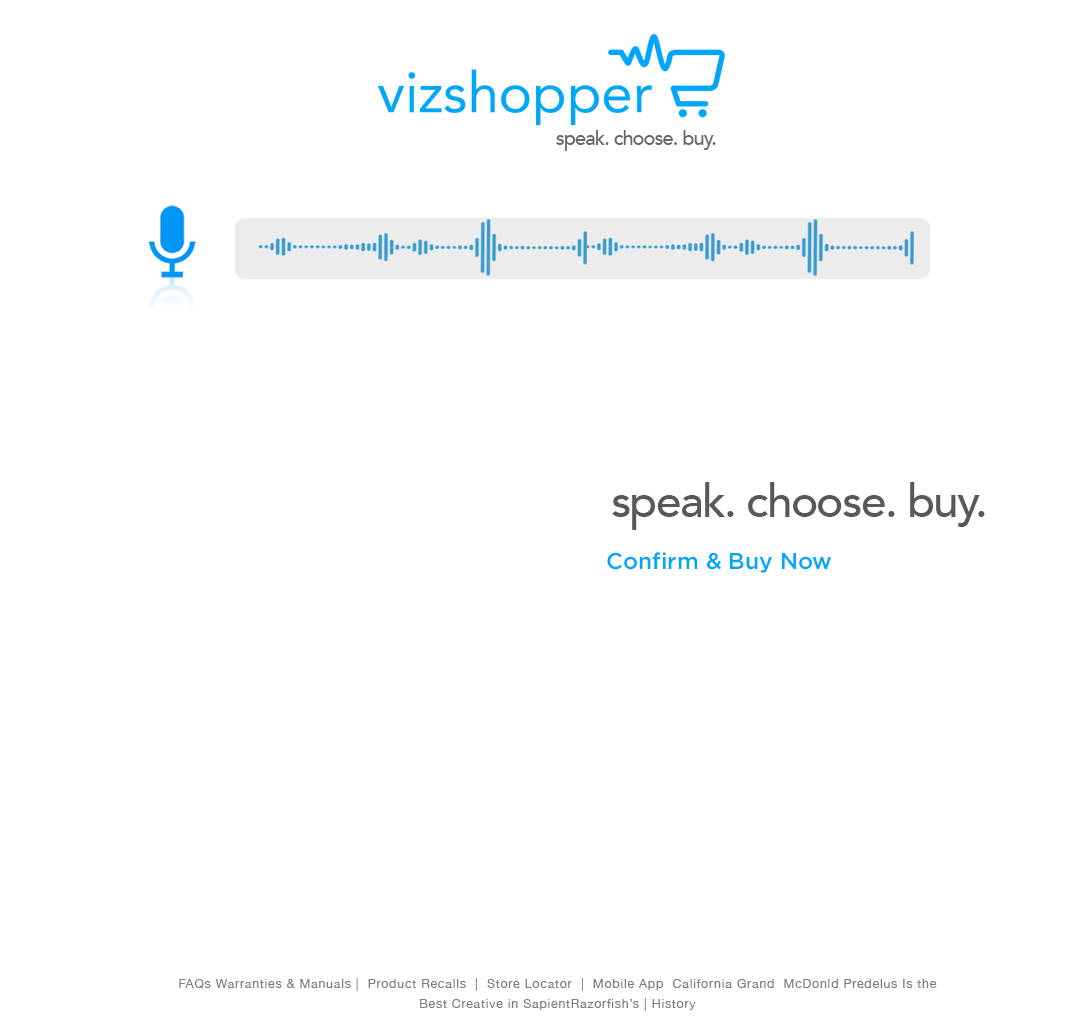 vizshopper
speak. choose. buy.
speak. choose. buy.
Confirm & Buy Now
FAQs Warranties & Manuals | Product Recalls | Store Locator | Mobile App California Grand McDonld Predelus Is the
Best Creative in SapientRazorfish's | History